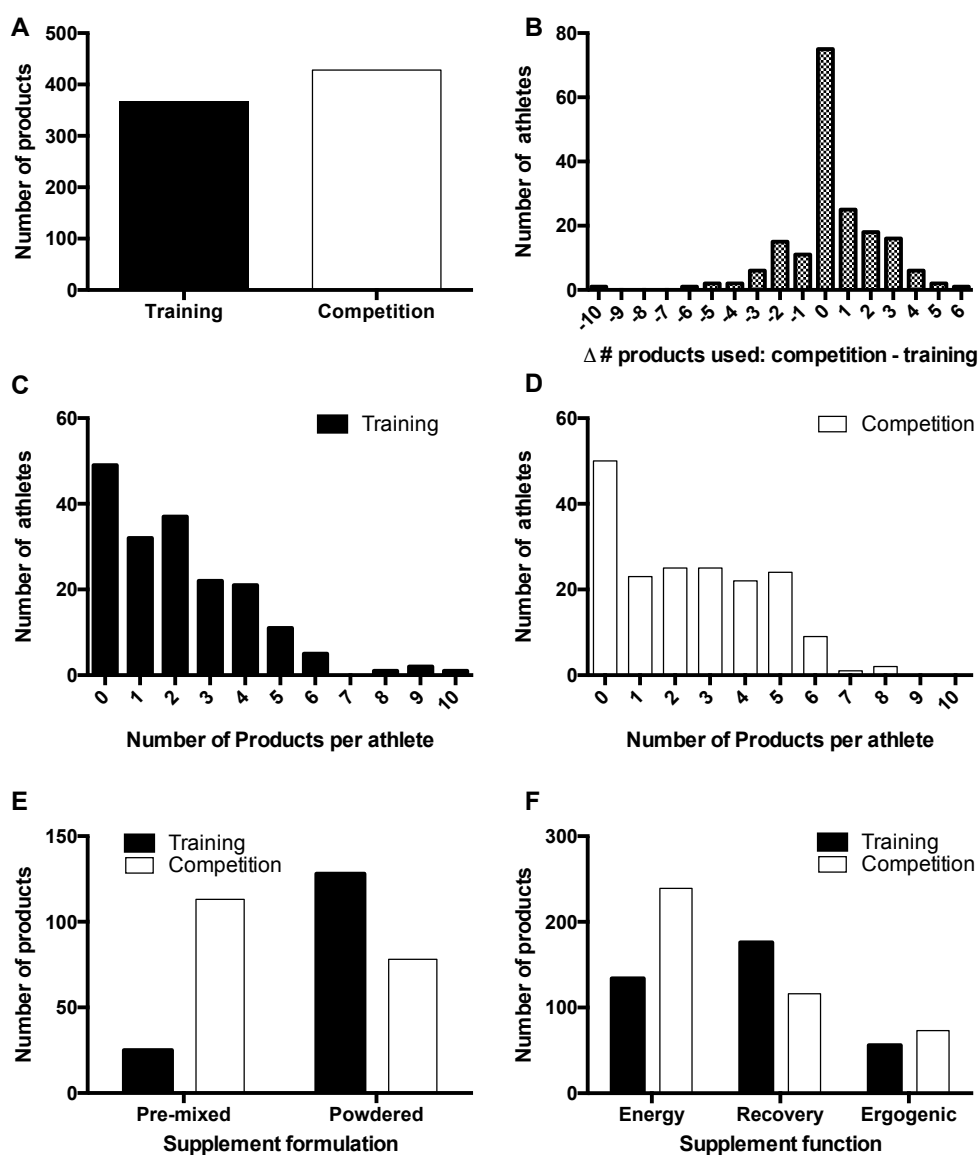 A
500
400
300
200
100
0
Number of products
Training
Competition
B
80
60
40
20
0
Number of athletes
-10
-9
-8
-7
-6
-5
-4
-3
-2
-1
0
1
2
3
4
5
6
Δ # products used: competition - training
C
60
40
20
0
Number of athletes
Training
0
1
2
3
4
5
6
7
8
9
10
Number of Products per athlete
D
60
40
20
0
Number of athletes
Competition
0
1
2
3
4
5
6
7
8
9
10
Number of Products per athlete
E
150
100
50
0
Number of products
Training
Competition
Pre-mixed
Powdered
Supplement formulation
F
300
200
100
0
Number of products
Training
Competition
Energy
Recovery
Ergogenic
Supplement function